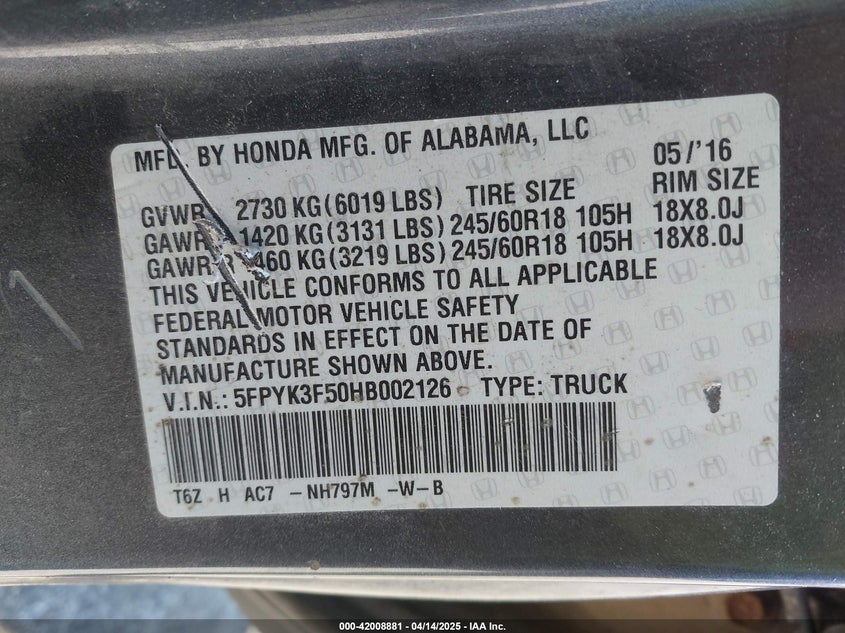 MFD. BY HONDA MFG. OF ALABAMA, LLC 05/'16
GVWR 2730 KG (6019 LBS) TIRE SIZE RIM SIZE
GAWR 1420 KG (3131 LBS) 245/60R18 105H 18X8.0J
GAWR 460 KG (3219 LBS) 245/60R18 105H 18X8.0J
THIS VEHICLE CONFORMS TO ALL APPLICABLE
FEDERAL MOTOR VEHICLE SAFETY
STANDARDS IN EFFECT ON THE DATE OF
MANUFACTURE SHOWN ABOVE.
V.I.N.: 5FPYK3F50HB002126 TYPE: TRUCK
T6Z H AC7 -NH797M -W-B
000-42008881 / 04/14/2025 - IAA Inc.